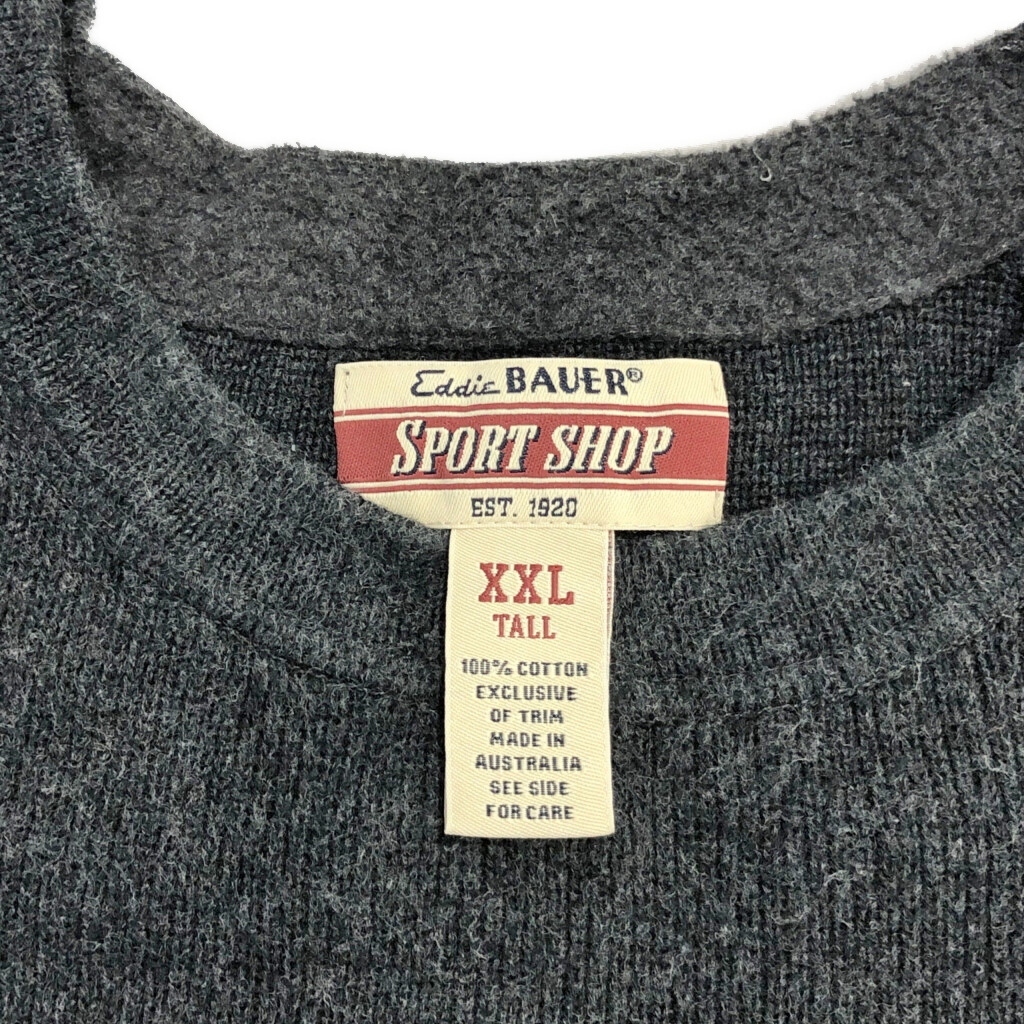 Eddie BAUER®
SPORT SHOP
EST. 1920
XXL
TALL
100% COTTON
EXCLUSIVE
OF TRIM
MADE IN
AUSTRALIA
SEE SIDE
FOR CARE